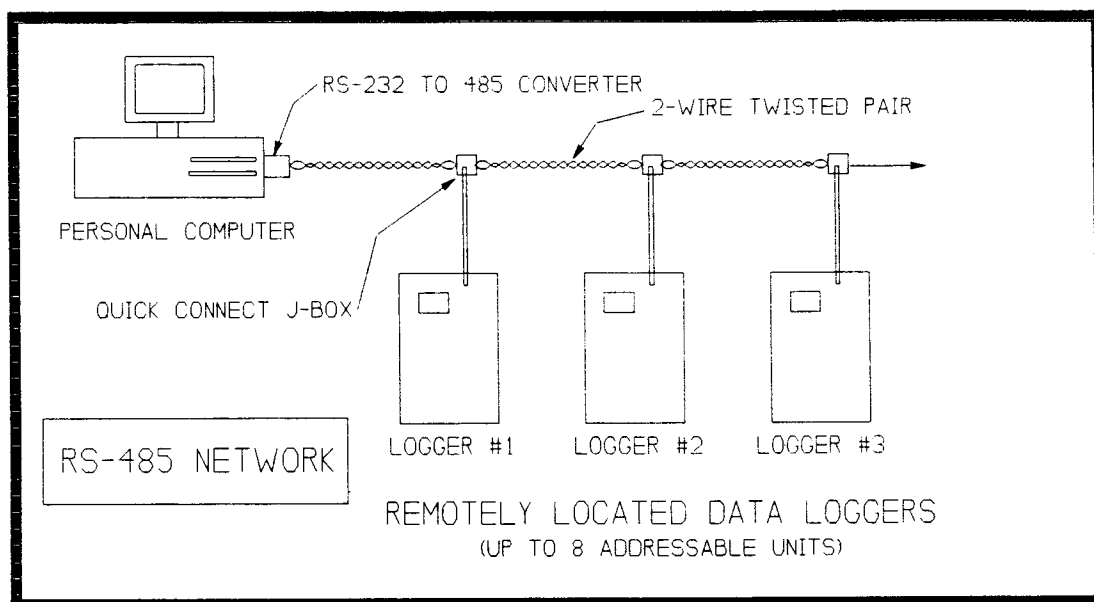 RS-232 TO 485 CONVERTER
2-WIRE TWISTED PAIR
PERSONAL COMPUTER
QUICK CONNECT J-BOX
LOGGER #1
LOGGER #2
LOGGER #3
RS-485 NETWORK
REMOTELY LOCATED DATA LOGGERS
(UP TO 8 ADDRESSABLE UNITS)